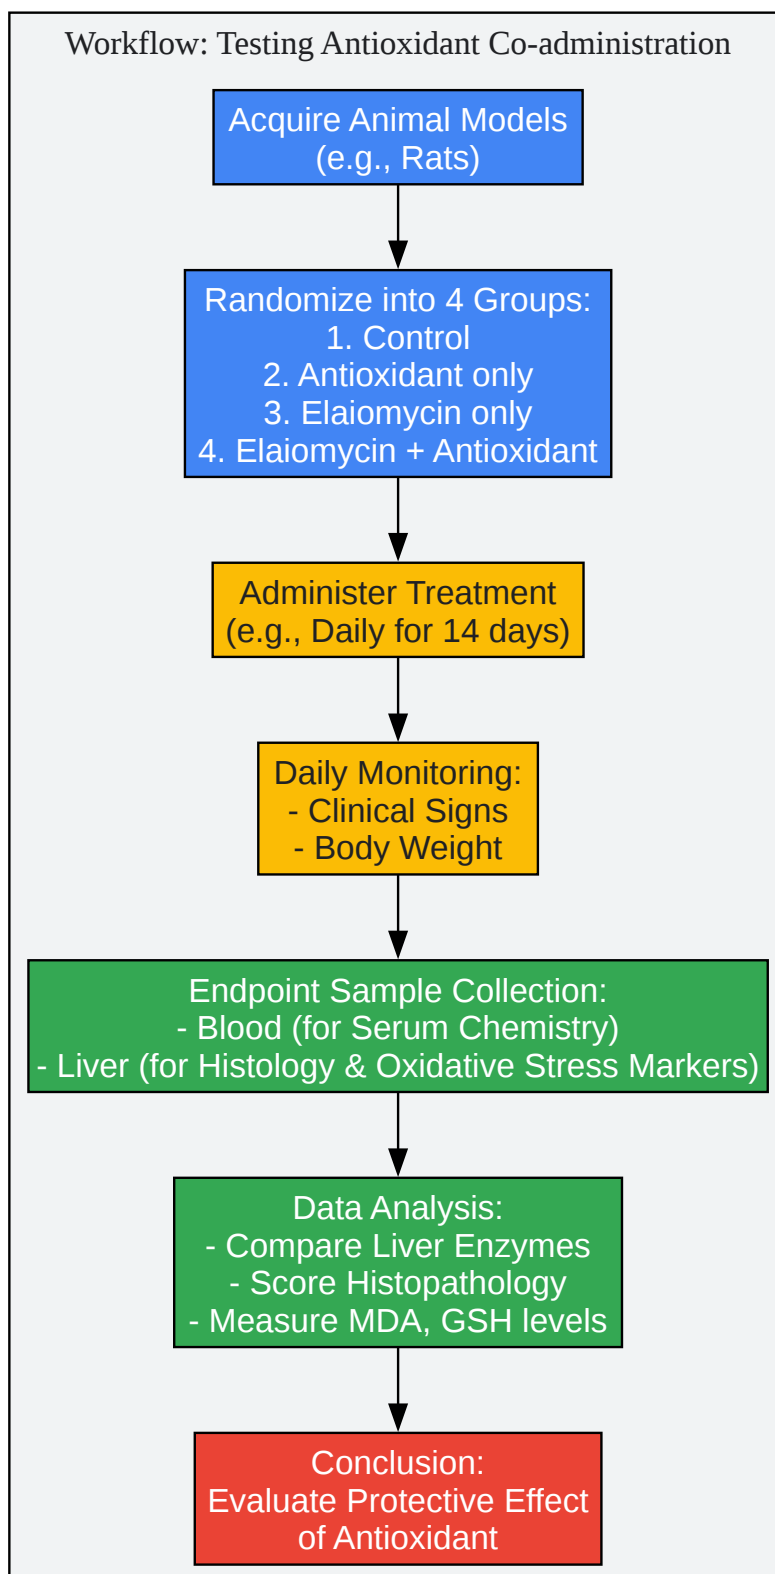 Workflow: Testing Antioxidant Co-administration
Acquire Animal Models
(e.g., Rats)
Randomize into 4 Groups:
1. Control
2. Antioxidant only
3. Elaiomycin only
4. Elaiomycin + Antioxidant
Administer Treatment
(e.g., Daily for 14 days)
Daily Monitoring:
- Clinical Signs
- Body Weight
Endpoint Sample Collection:
- Blood (for Serum Chemistry)
- Liver (for Histology & Oxidative Stress Markers)
Data Analysis:
- Compare Liver Enzymes
- Score Histopathology
- Measure MDA, GSH levels
Conclusion:
Evaluate Protective Effect
of Antioxidant